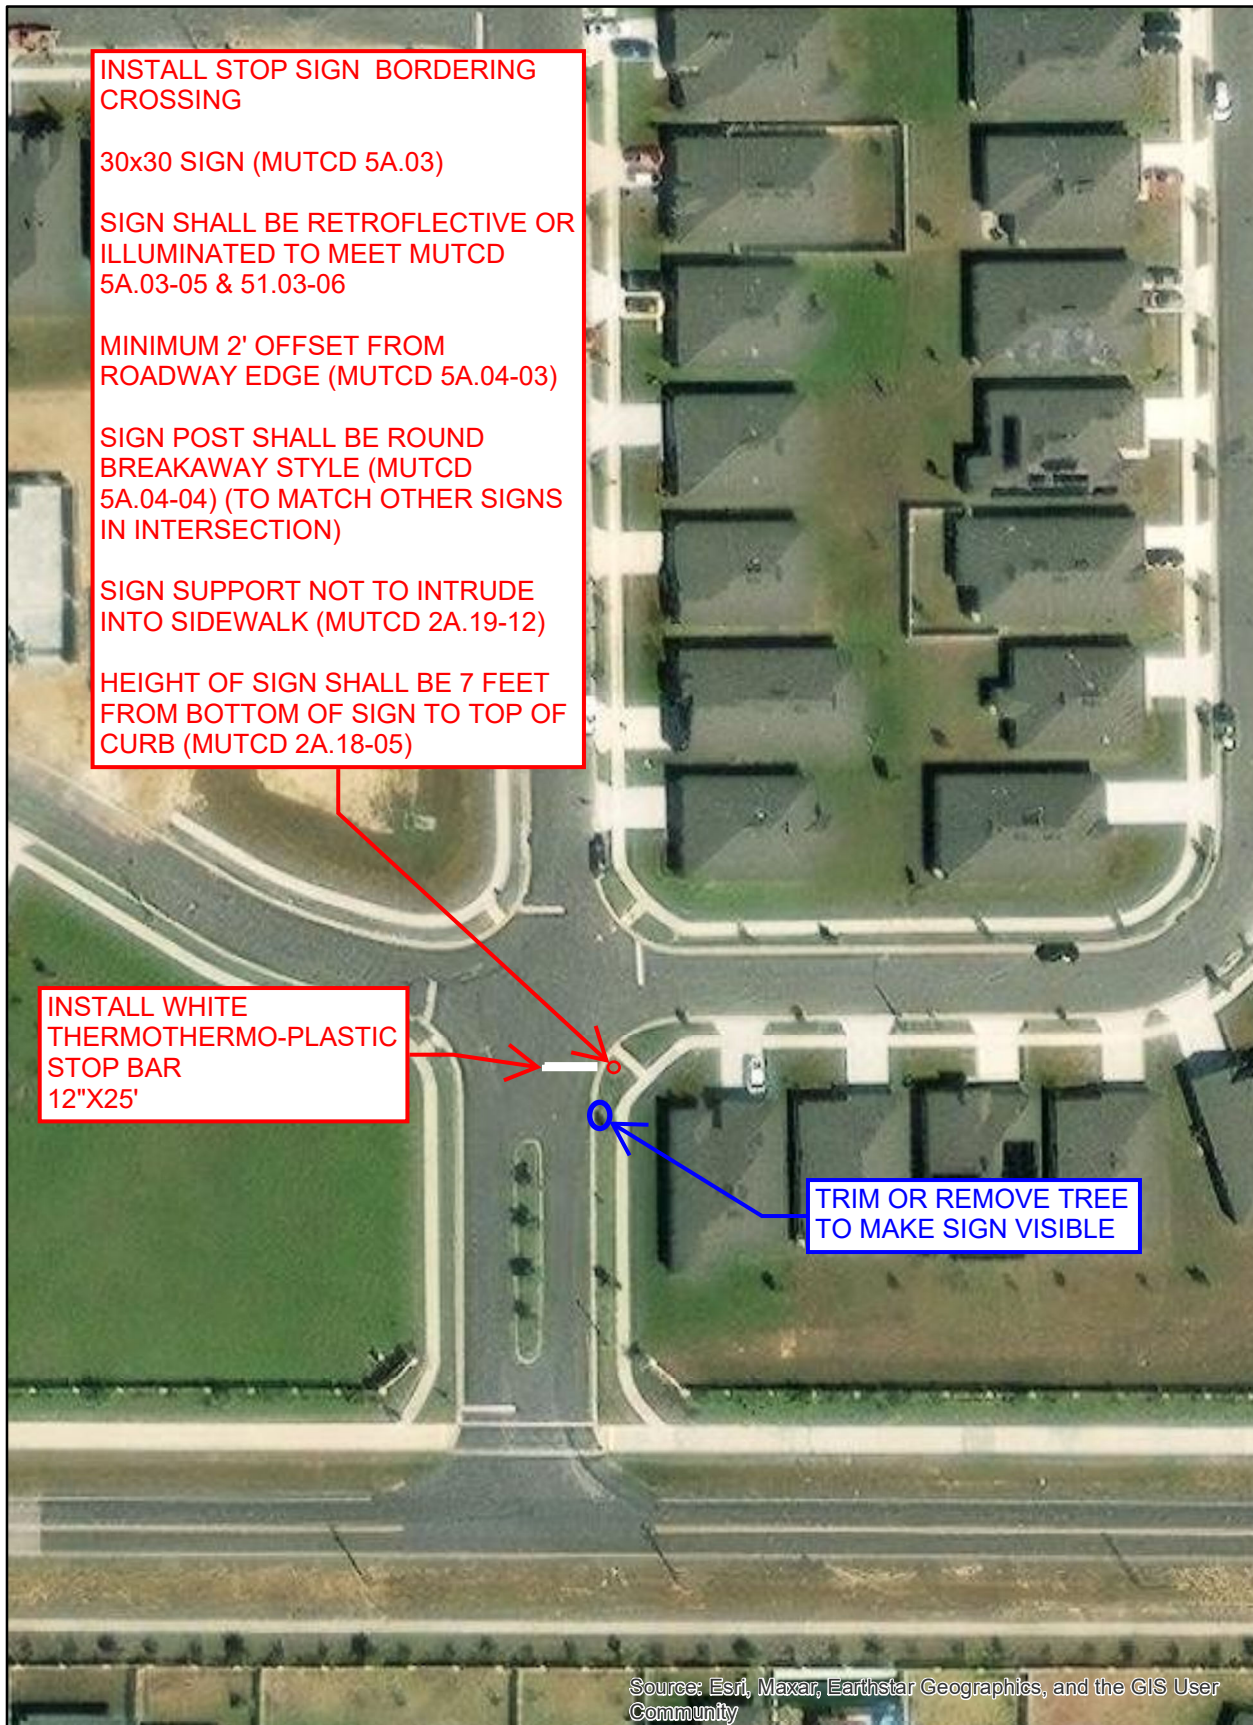 INSTALL STOP SIGN BORDERING
CROSSING
30x30 SIGN (MUTCD 5A.03)
SIGN SHALL BE RETROFLECTIVE OR
ILLUMINATED TO MEET MUTCD
5A.03-05 & 51.03-06
MINIMUM 2' OFFSET FROM
ROADWAY EDGE (MUTCD 5A.04-03)
SIGN POST SHALL BE ROUND
BREAKAWAY STYLE (MUTCD
5A.04-04) (TO MATCH OTHER SIGNS
IN INTERSECTION)
SIGN SUPPORT NOT TO INTRUDE
INTO SIDEWALK (MUTCD 2A.19-12)
HEIGHT OF SIGN SHALL BE 7 FEET
FROM BOTTOM OF SIGN TO TOP OF
CURB (MUTCD 2A.18-05)
INSTALL WHITE
THERMOTHERMO-PLASTIC
STOP BAR
12"X25'
TRIM OR REMOVE TREE
TO MAKE SIGN VISIBLE
Source: Esri, Maxar, Earthstar Geographics, and the GIS User
Community